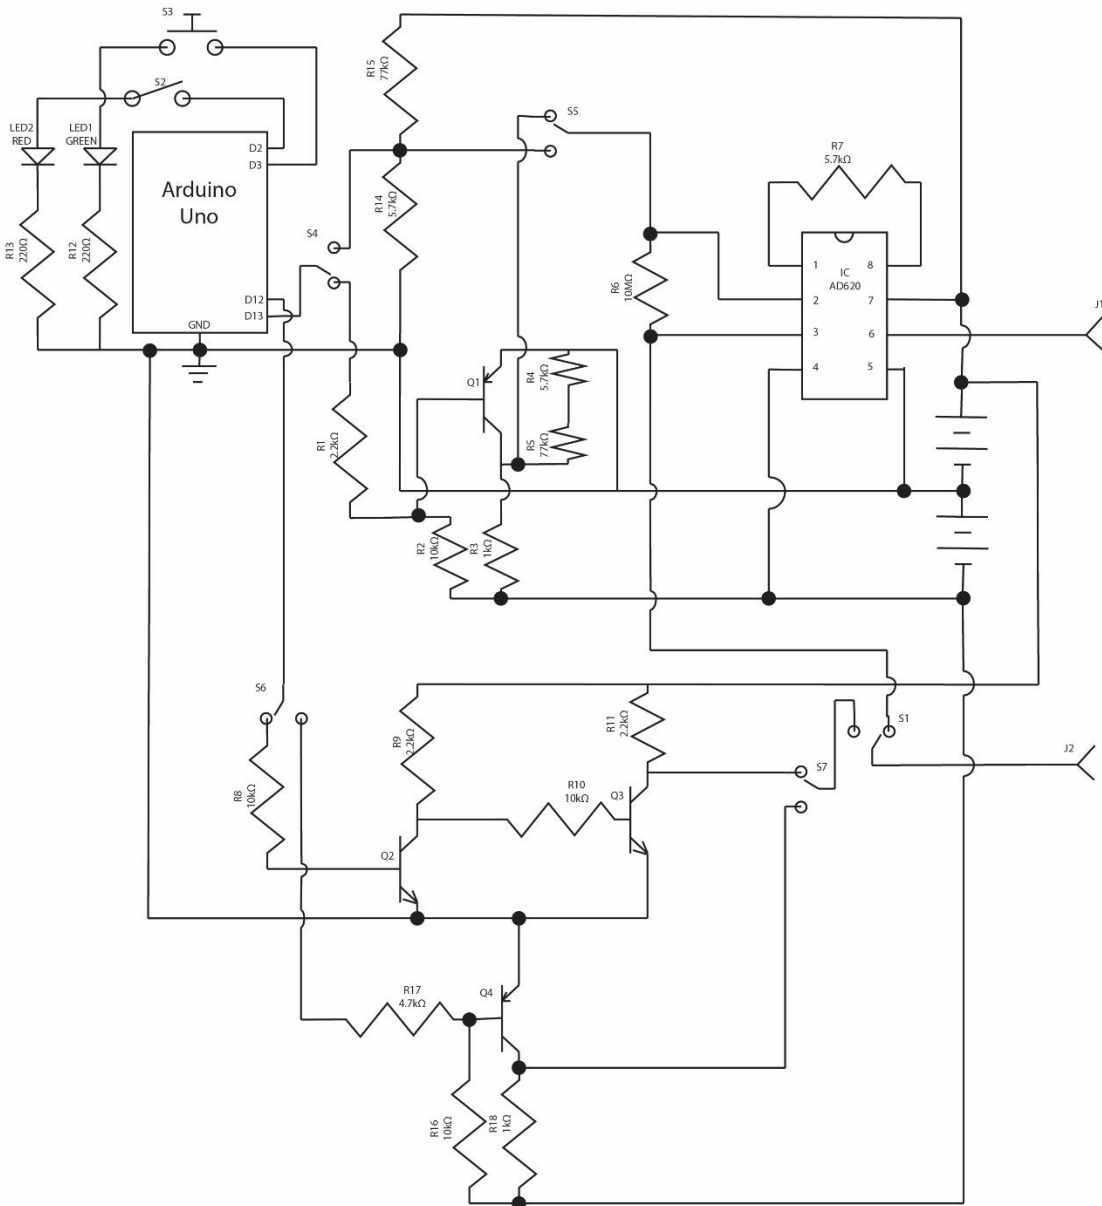 S3
S2
LED2
RED
LED1
GREEN
D2
D3
Arduino
Uno
R13
220Ω
R12
220Ω
D12
D13
GND
R15
77kΩ
S5
R14
5.7kΩ
S4
R7
5.7kΩ
R6
10MΩ
1
8
IC
AD620
2
7
3
6
4
5
J1
Q1
R4
5.7kΩ
R5
77kΩ
R1
2.2kΩ
R2
10kΩ
R3
1kΩ
S6
R9
2.2kΩ
R11
2.2kΩ
S1
J2
S7
R8
10kΩ
R10
10kΩ
Q3
Q2
R17
4.7kΩ
Q4
R16
10kΩ
R18
1kΩ